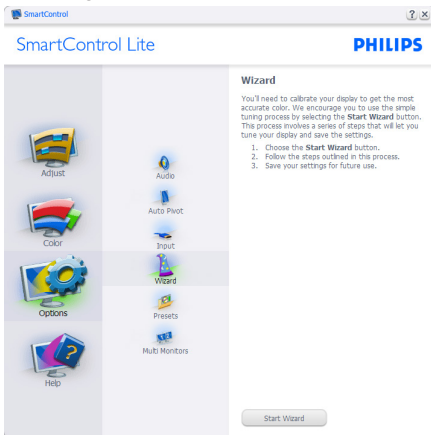 SmartControl
SmartControl Lite
PHILIPS
Adjust
Color
Options
Help
Audio
Auto Pivot
Input
Wizard
Presets
Multi Monitors
Wizard
You'll need to calibrate your display to get the most
accurate color. We encourage you to use the simple
tuning process by selecting the Start Wizard button.
This process involves a series of steps that will let you
tune your display and save the settings.
1. Choose the Start Wizard button.
2. Follow the steps outlined in this process.
3. Save your settings for future use.
Start Wizard